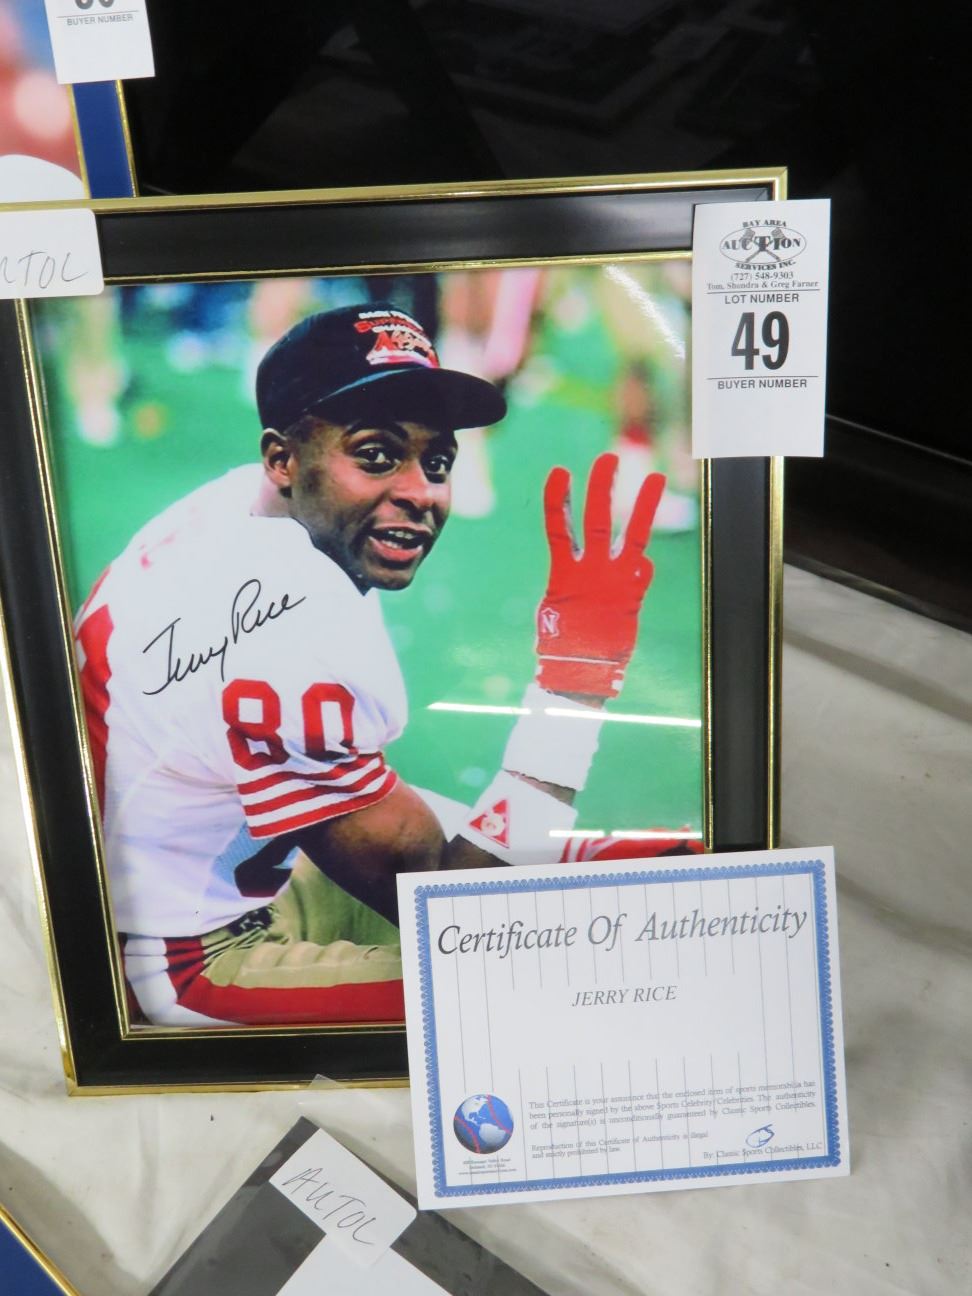 BUYER NUMBER
BAY AREA
AUCTION
SERVICES INC.
(727) 548-9303
Tom, Shundra & Greg Farner
LOT NUMBER
49
BUYER NUMBER
Jerry Rice
80
N
Certificate Of Authenticity
JERRY RICE
This Certificate is your assurance that the enclosed item of sports memorabilia has
been personally signed by the above Sports Celebrity/Celebrities. The authenticity
of the signature(s) is unconditionally guaranteed by Classic Sports Collectibles.
Reproduction of this Certificate of Authenticity is illegal
and strictly prohibited by law.
By: Classic Sports Collectibles, LLC